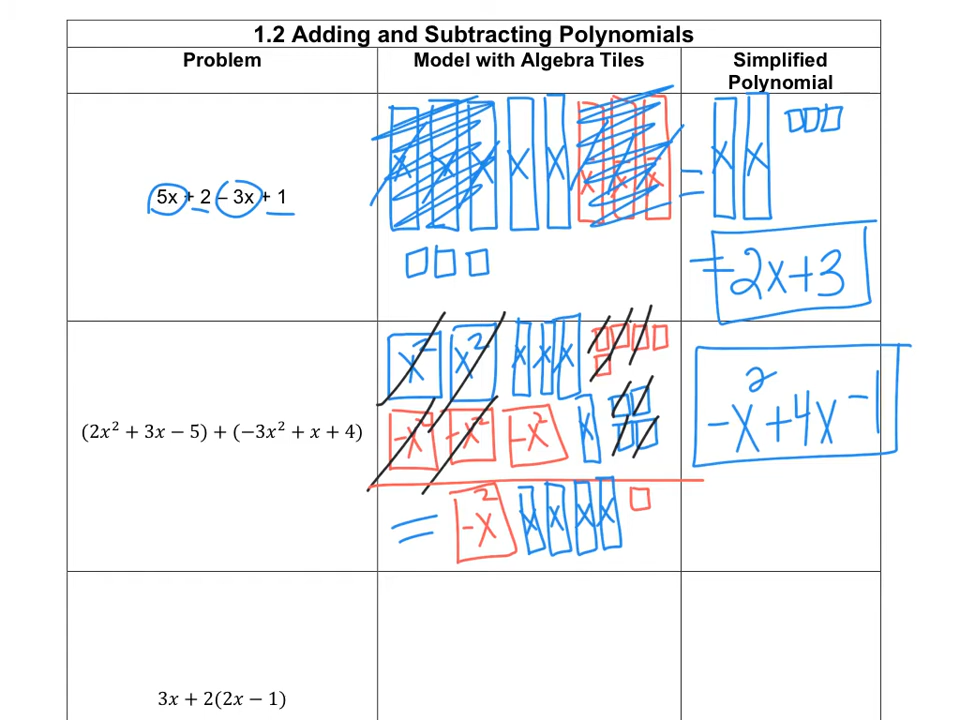 1.2 Adding and Subtracting Polynomials
Problem
Model with Algebra Tiles
Simplified
Polynomial
5x + 2 – 3x + 1
x x x x x x x x = x x
= 2x+3
(2x² + 3x − 5) + (−3x² + x + 4)
x² x² x x x
-x² -x² -x² x
= -x² x x x x
-x²+4x-1
3x + 2(2x − 1)